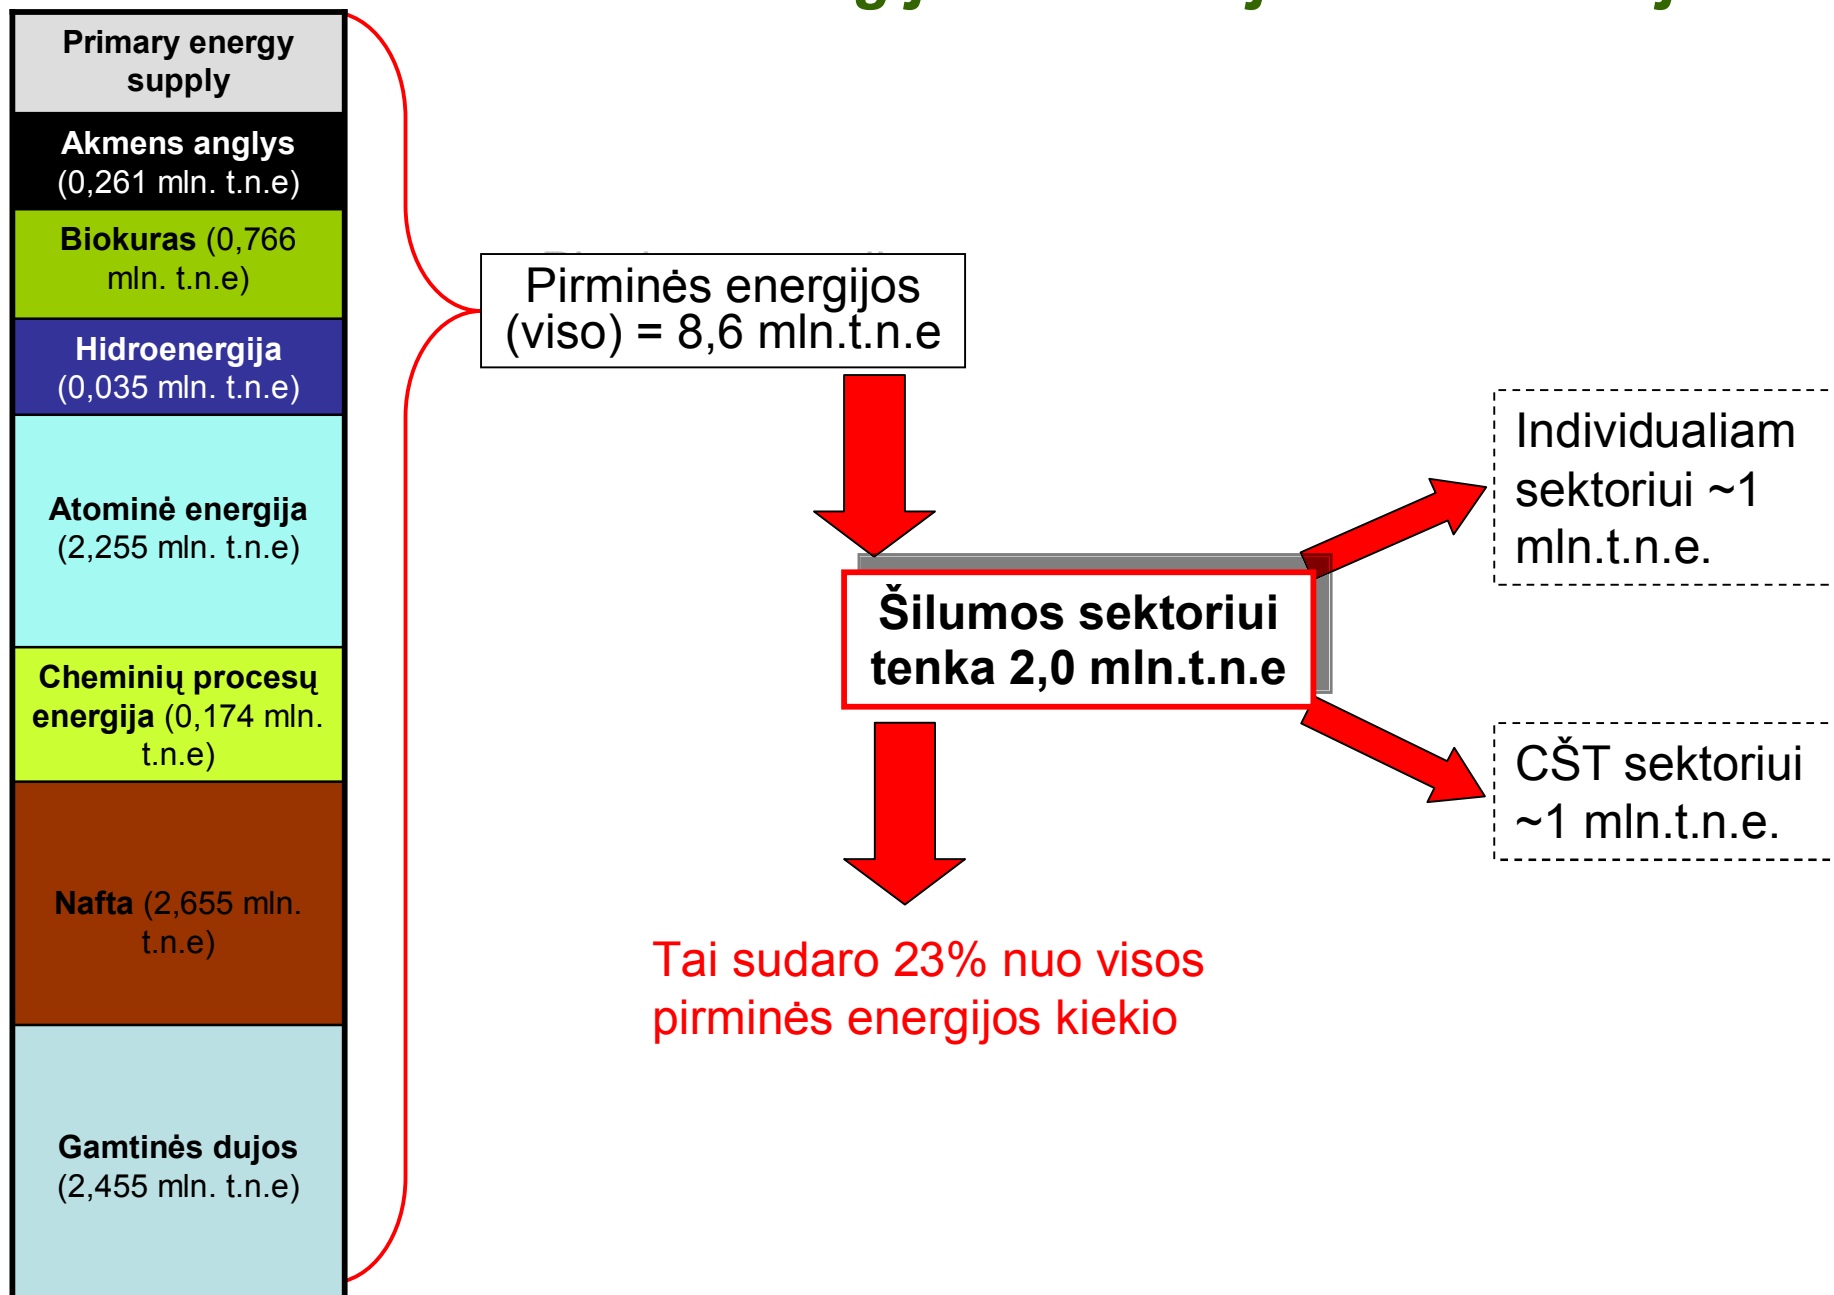 Primary energy
supply
Akmens anglys
(0,261 mln. t.n.e)
Biokuras (0,766
mln. t.n.e)
Hidroenergija
(0,035 mln. t.n.e)
Atominė energija
(2,255 mln. t.n.e)
Cheminių procesų
energija (0,174 mln.
t.n.e)
Nafta (2,655 mln.
t.n.e)
Gamtinės dujos
(2,455 mln. t.n.e)
Pirminės energijos
(viso) = 8,6 mln.t.n.e
Šilumos sektoriui
tenka 2,0 mln.t.n.e
Individualiam
sektoriui ~1
mln.t.n.e.
CŠT sektoriui
~1 mln.t.n.e.
Tai sudaro 23% nuo visos
pirminės energijos kiekio